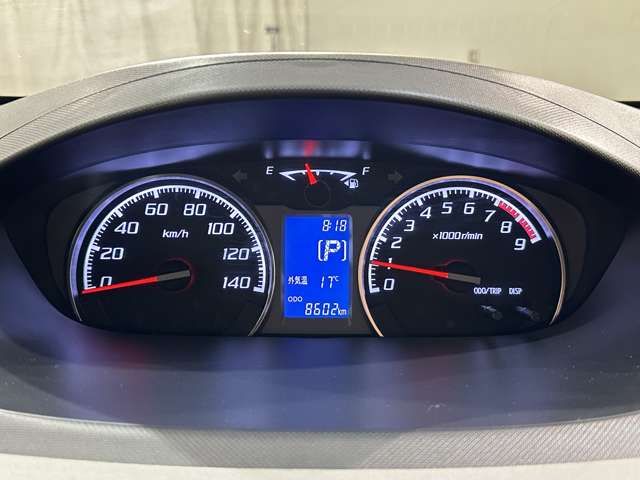 E F
0 20 40 60 80 100 120 140
km/h
8:18
[P]
外気温 17℃
ODO
8602km
0 1 2 3 4 5 6 7 8 9
×1000r/min
ODO/TRIP DISP